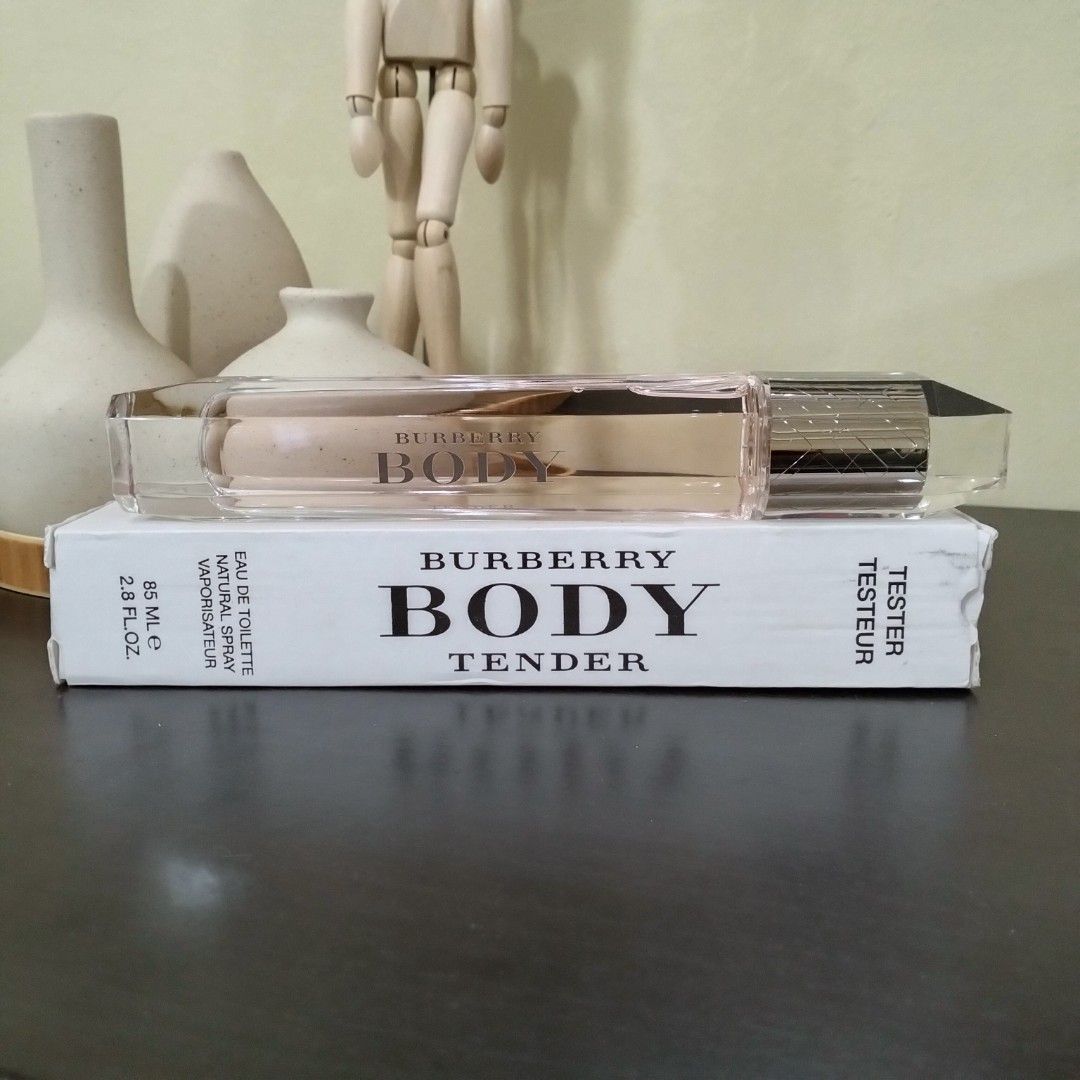 BURBERRY
BODY
EAU DE TOILETTE
NATURAL SPRAY
VAPORISATEUR
85 ML e
2.8 FL.OZ.
BURBERRY
BODY
TENDER
TESTER
TESTEUR